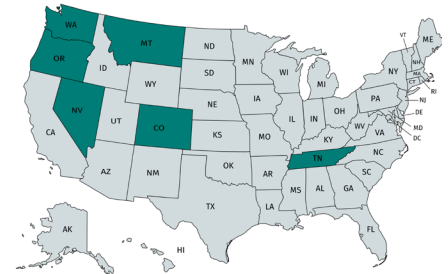 WA
OR
MT
ID
WY
NV
UT
CO
CA
AZ
NM
ND
SD
NE
KS
OK
TX
MN
IA
MO
AR
LA
WI
IL
MI
IN
OH
KY
TN
MS
AL
GA
FL
SC
NC
VA
WV
PA
NY
VT
NH
MA
CT
ME
RI
NJ
DE
MD
DC
AK
HI